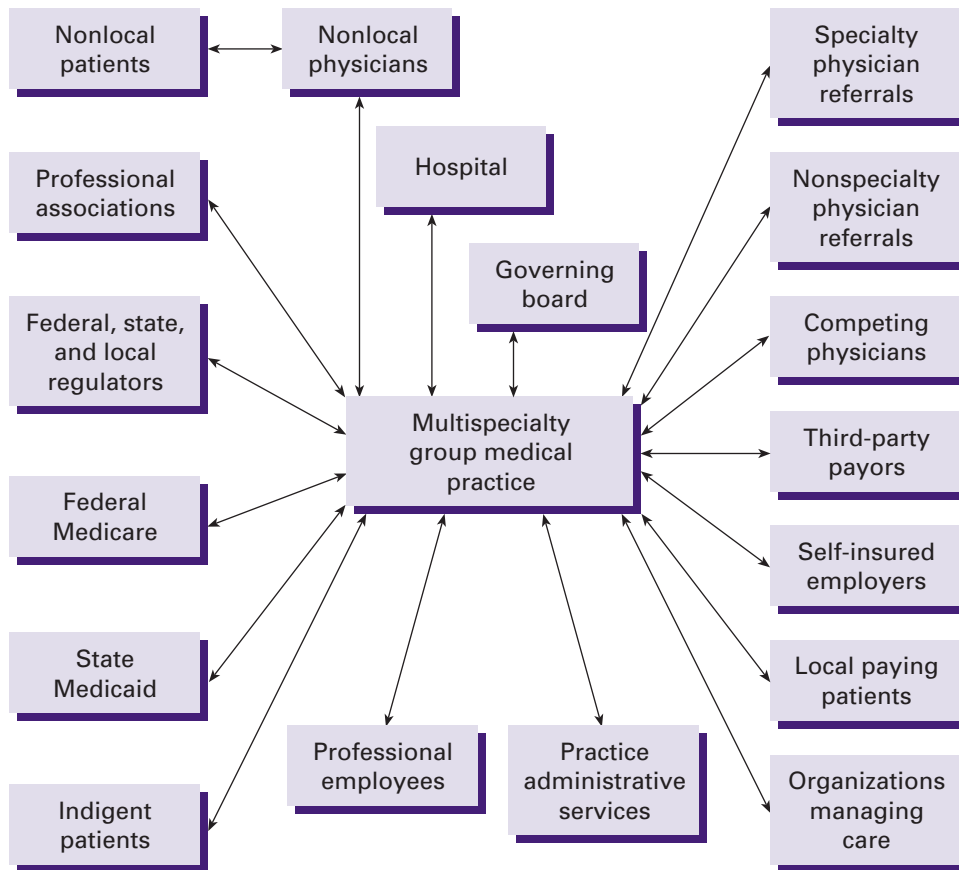 Nonlocal
patients
Nonlocal
physicians
Specialty
physician
referrals
Hospital
Professional
associations
Nonspecialty
physician
referrals
Governing
board
Federal, state,
and local
regulators
Competing
physicians
Multispecialty
group medical
practice
Third-party
payors
Federal
Medicare
Self-insured
employers
State
Medicaid
Local paying
patients
Professional
employees
Practice
administrative
services
Indigent
patients
Organizations
managing
care